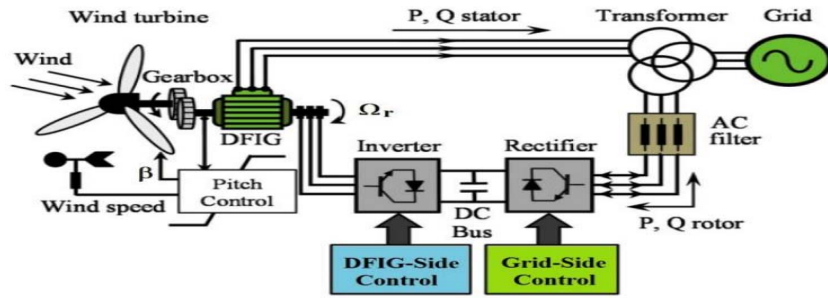 Wind turbine
P, Q stator
Transformer
Grid
Wind
Gearbox
Ωr
DFIG
AC
filter
Inverter
Rectifier
β
Pitch
Control
Wind speed
DC
Bus
P, Q rotor
DFIG-Side
Control
Grid-Side
Control